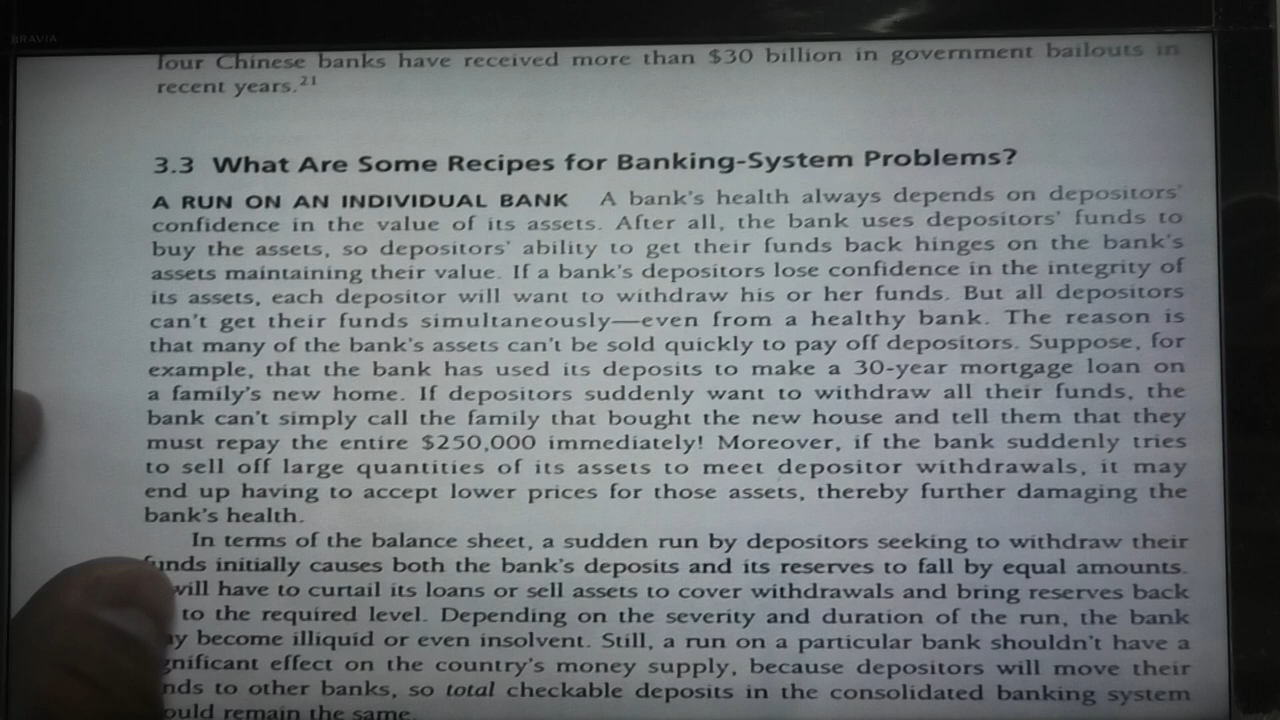 BRAVIA
four Chinese banks have received more than $30 billion in government bailouts in
recent years.21
3.3 What Are Some Recipes for Banking-System Problems?
A RUN ON AN INDIVIDUAL BANK A bank's health always depends on depositors'
confidence in the value of its assets. After all, the bank uses depositors' funds to
buy the assets, so depositors' ability to get their funds back hinges on the bank's
assets maintaining their value. If a bank's depositors lose confidence in the integrity of
its assets, each depositor will want to withdraw his or her funds. But all depositors
can't get their funds simultaneously—even from a healthy bank. The reason is
that many of the bank's assets can't be sold quickly to pay off depositors. Suppose, for
example, that the bank has used its deposits to make a 30-year mortgage loan on
a family's new home. If depositors suddenly want to withdraw all their funds, the
bank can't simply call the family that bought the new house and tell them that they
must repay the entire $250,000 immediately! Moreover, if the bank suddenly tries
to sell off large quantities of its assets to meet depositor withdrawals, it may
end up having to accept lower prices for those assets, thereby further damaging the
bank's health.
In terms of the balance sheet, a sudden run by depositors seeking to withdraw their
funds initially causes both the bank's deposits and its reserves to fall by equal amounts.
will have to curtail its loans or sell assets to cover withdrawals and bring reserves back
to the required level. Depending on the severity and duration of the run, the bank
ay become illiquid or even insolvent. Still, a run on a particular bank shouldn't have a
gnificant effect on the country's money supply, because depositors will move their
nds to other banks, so total checkable deposits in the consolidated banking system
ould remain the same.